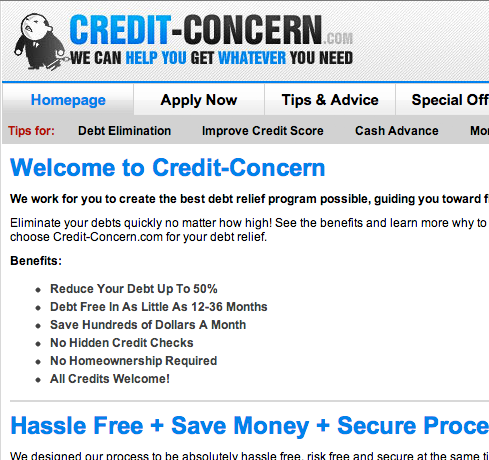 CREDIT-CONCERN.COM
WE CAN HELP YOU GET WHATEVER YOU NEED
Homepage Apply Now Tips & Advice Special Off
Tips for: Debt Elimination Improve Credit Score Cash Advance Mo
Welcome to Credit-Concern
We work for you to create the best debt relief program possible, guiding you toward f
Eliminate your debts quickly no matter how high! See the benefits and learn more why to
choose Credit-Concern.com for your debt relief.
Benefits:
Reduce Your Debt Up To 50%
Debt Free In As Little As 12-36 Months
Save Hundreds of Dollars A Month
No Hidden Credit Checks
No Homeownership Required
All Credits Welcome!
Hassle Free + Save Money + Secure Proce
We designed our process to be absolutely hassle free, risk free and secure at the same ti